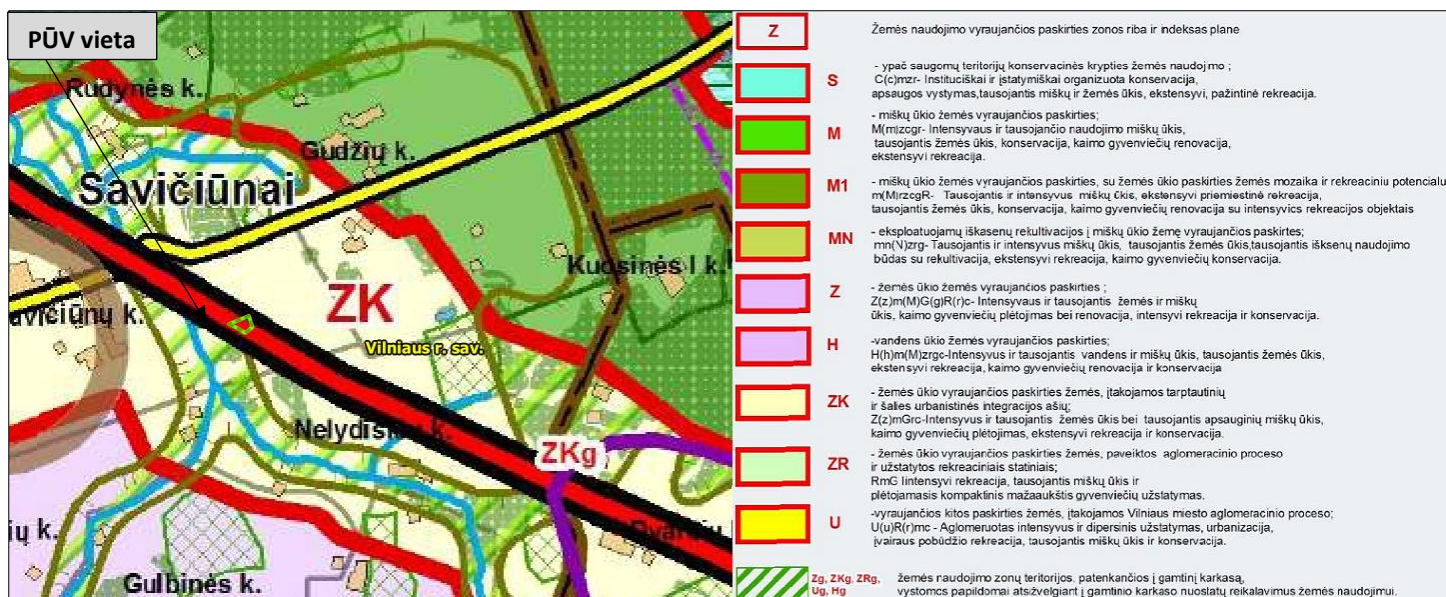 PŪV vieta
Rudynės k.
Gudžių k.
Savičiūnai
Kuosinės I k.
ZK
Vilniaus r. sav.
avičiūnų k.
Nelydiškių k.
ZKg
Dvarčių
ių k.
Gulbinės k.
Z Žemės naudojimo vyraujančios paskirties zonos riba ir indeksas plane
S - ypač saugomų teritorijų konservacinės krypties žemės naudojimo ;
C(c)mzr- Instituciškai ir įstatymiškai organizuota konservacija,
apsaugos vystymas,tausojantis miškų ir žemės ūkis, ekstensyvi, pažintinė rekreacija.
M - miškų ūkio žemės vyraujančios paskirties;
M(m)zcgr- Intensyvaus ir tausojančio naudojimo miškų ūkis,
tausojantis žemės ūkis, konservacija, kaimo gyvenviečių renovacija,
ekstensyvi rekreacija.
M1 - miškų ūkio žemės vyraujančios paskirties, su žemės ūkio paskirties žemės mozaika ir rekreaciniu potencialu
m(M)rzcgR- Tausojantis ir intensyvus miškų ūkis, ekstensyvi priemiestinė rekreacija,
tausojantis žemės ūkis, konservacija, kaimo gyvenviečių renovacija su intensyvios rekreacijos objektais
MN - eksploatuojamų iškasenų rekultivacijos į miškų ūkio žemę vyraujančios paskirtes;
mn(N)zrg- Tausojantis ir intensyvus miškų ūkis, tausojantis žemės ūkis,tausojantis išksenų naudojimo
būdas su rekultivacija, ekstensyvi rekreacija, kaimo gyvenviečių konservacija.
Z - žemės ūkio žemės vyraujančios paskirties ;
Z(z)m(M)G(g)R(r)c- Intensyvaus ir tausojantis žemės ir miškų
ūkis, kaimo gyvenviečių plėtojimas bei renovacija, intensyvi rekreacija ir konservacija.
H -vandens ūkio žemės vyraujančios paskirties;
H(h)m(M)zrgc-Intensyvus ir tausojantis vandens ir miškų ūkis, tausojantis žemės ūkis,
ekstensyvi rekreacija, kaimo gyvenviečių renovacija ir konservacija
ZK - žemės ūkio vyraujančios paskirties žemės, įtakojamos tarptautinių
ir šalies urbanistinės integracijos ašių;
Z(z)mGrc-Intensyvus ir tausojantis žemės ūkis bei tausojantis apsauginių miškų ūkis,
kaimo gyvenviečių plėtojimas, ekstensyvi rekreacija ir konservacija.
ZR - žemės ūkio vyraujančios paskirties žemės, paveiktos aglomeracinio proceso
ir užstatytos rekreaciniais statiniais;
RmG Iintensyvi rekreacija, tausojantis miškų ūkis ir
plėtojamasis kompaktinis mažaaukštis gyvenviečių užstatymas.
U -vyraujančios kitos paskirties žemės, įtakojamos Vilniaus miesto aglomeracinio proceso;
U(u)R(r)mc - Aglomeruotas intensyvus ir dipersinis užstatymas, urbanizacija,
įvairaus pobūdžio rekreacija, tausojantis miškų ūkis ir konservacija.
Zg, ZKg, ZRg, žemės naudojimo zonų teritorijos, patenkančios į gamtinį karkasą,
Ug, Hg vystomos papildomai atsižvelgiant į gamtinio karkaso nuostatų reikalavimus žemės naudojimui.